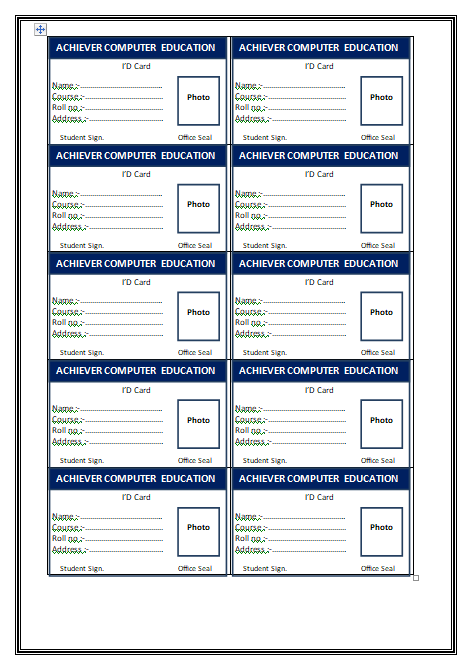 ACHIEVER COMPUTER EDUCATION ACHIEVER COMPUTER EDUCATION
I'D Card I'D Card
Name :- Name :-
Course :- Photo Course :- Photo
Roll no :- Roll no :-
Address :- Address :-
Student Sign. Office Seal Student Sign. Office Seal
ACHIEVER COMPUTER EDUCATION ACHIEVER COMPUTER EDUCATION
I'D Card I'D Card
Name :- Name :-
Course :- Photo Course :- Photo
Roll no :- Roll no :-
Address :- Address :-
Student Sign. Office Seal Student Sign. Office Seal
ACHIEVER COMPUTER EDUCATION ACHIEVER COMPUTER EDUCATION
I'D Card I'D Card
Name :- Name :-
Course :- Photo Course :- Photo
Roll no :- Roll no :-
Address :- Address :-
Student Sign. Office Seal Student Sign. Office Seal
ACHIEVER COMPUTER EDUCATION ACHIEVER COMPUTER EDUCATION
I'D Card I'D Card
Name :- Name :-
Course :- Photo Course :- Photo
Roll no :- Roll no :-
Address :- Address :-
Student Sign. Office Seal Student Sign. Office Seal
ACHIEVER COMPUTER EDUCATION ACHIEVER COMPUTER EDUCATION
I'D Card I'D Card
Name :- Name :-
Course :- Photo Course :- Photo
Roll no :- Roll no :-
Address :- Address :-
Student Sign. Office Seal Student Sign. Office Seal